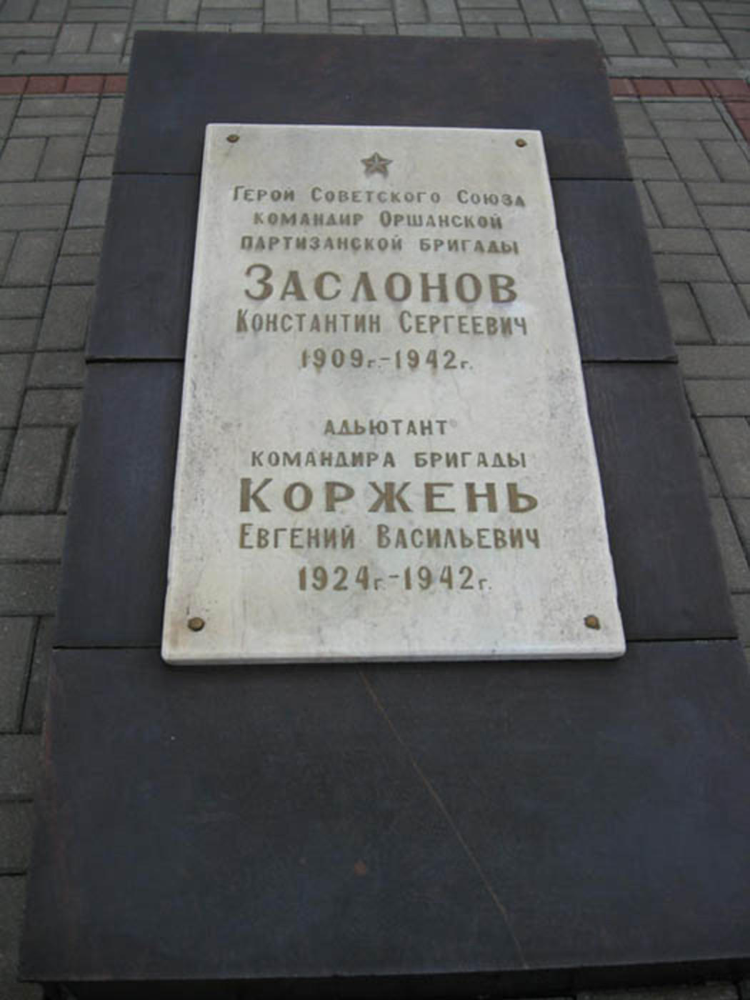 Герой Советского Союза
командир Оршанской
партизанской бригады
Заслонов
Константин Сергеевич
1909г.-1942г.
адьютант
командира бригады
Коржень
Евгений Васильевич
1924г.-1942г.